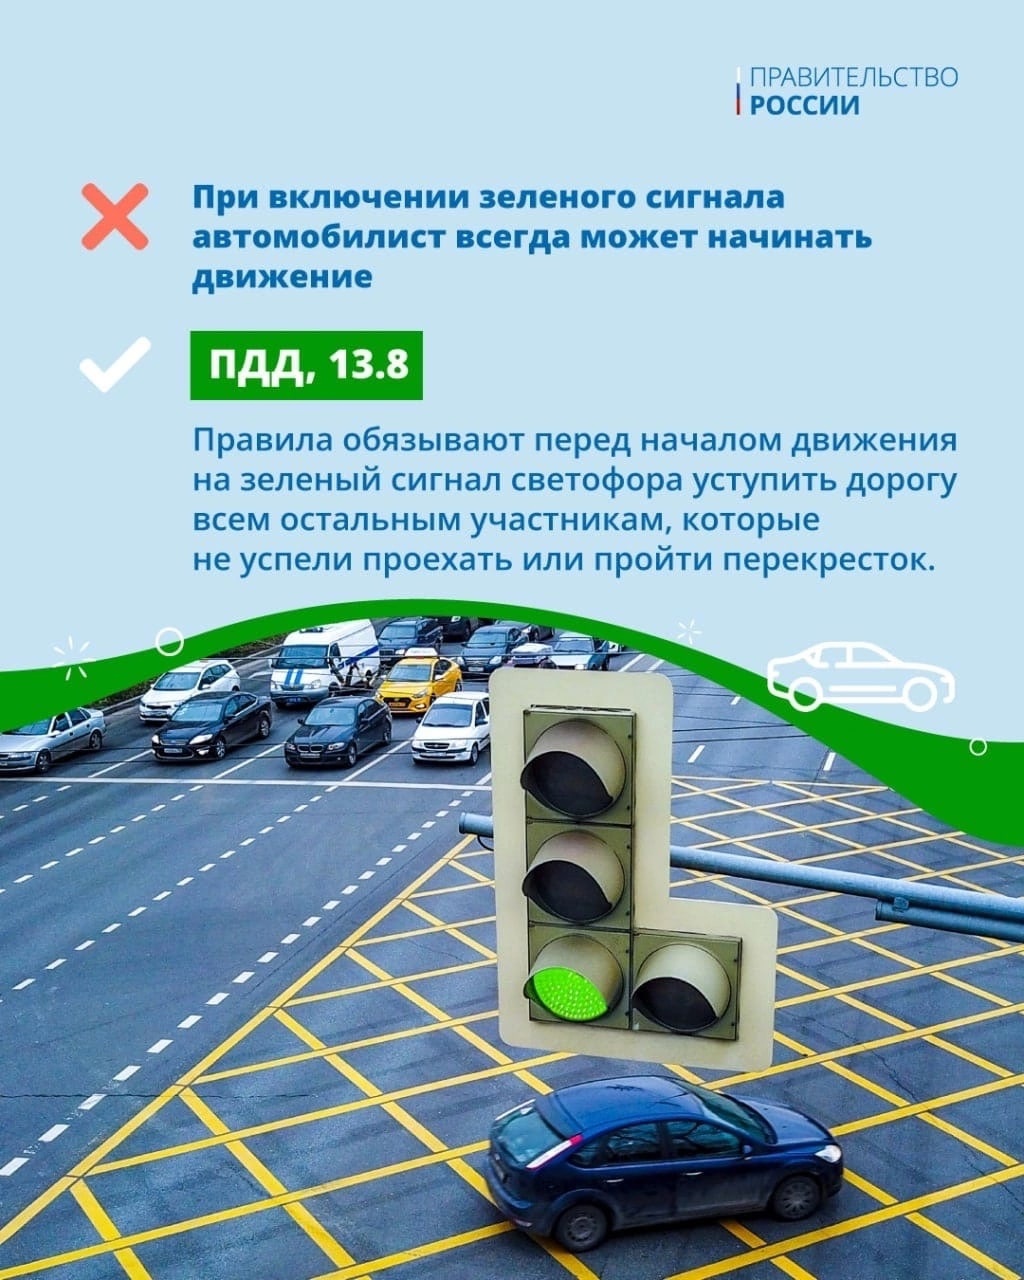 ПРАВИТЕЛЬСТВО
РОССИИ
При включении зеленого сигнала
автомобилист всегда может начинать
движение
ПДД, 13.8
Правила обязывают перед началом движения
на зеленый сигнал светофора уступить дорогу
всем остальным участникам, которые
не успели проехать или пройти перекресток.